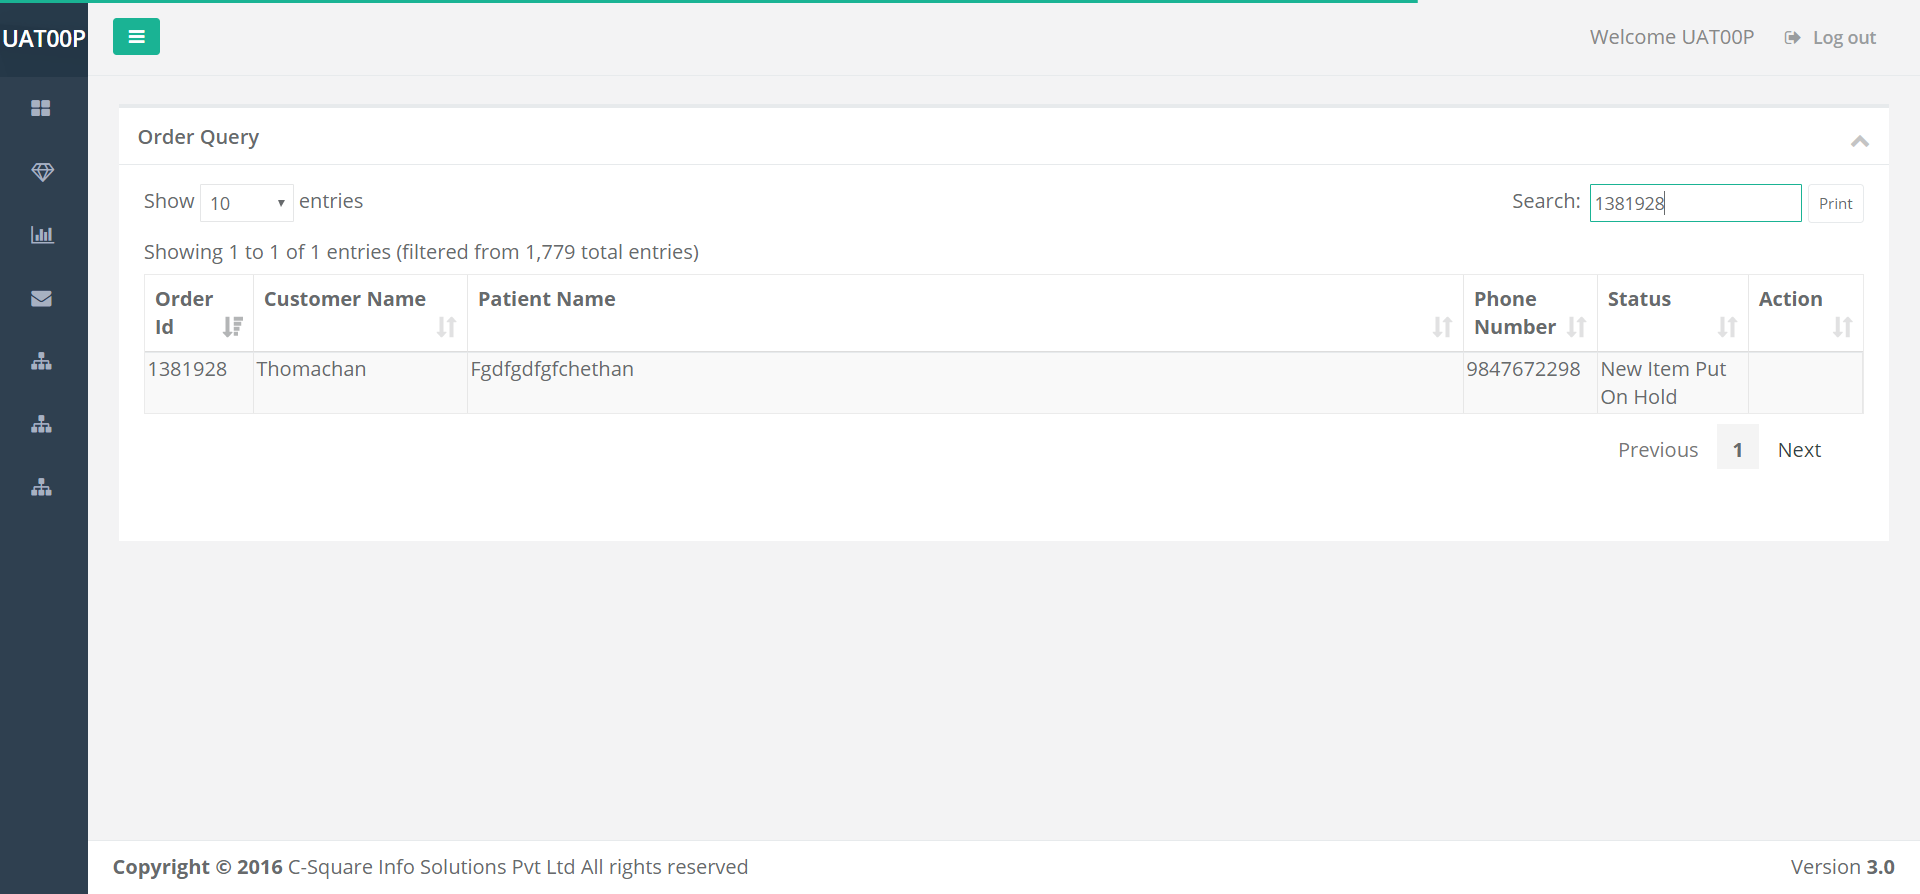 UAT00P
Welcome UAT00P Log out
Order Query
Show 10 entries Search: 1381928 Print
Showing 1 to 1 of 1 entries (filtered from 1,779 total entries)
Order Id Customer Name Patient Name Phone Number Status Action
1381928 Thomachan Fgdfgdfgfchethan 9847672298 New Item Put On Hold
Previous 1 Next
Copyright © 2016 C-Square Info Solutions Pvt Ltd All rights reserved Version 3.0